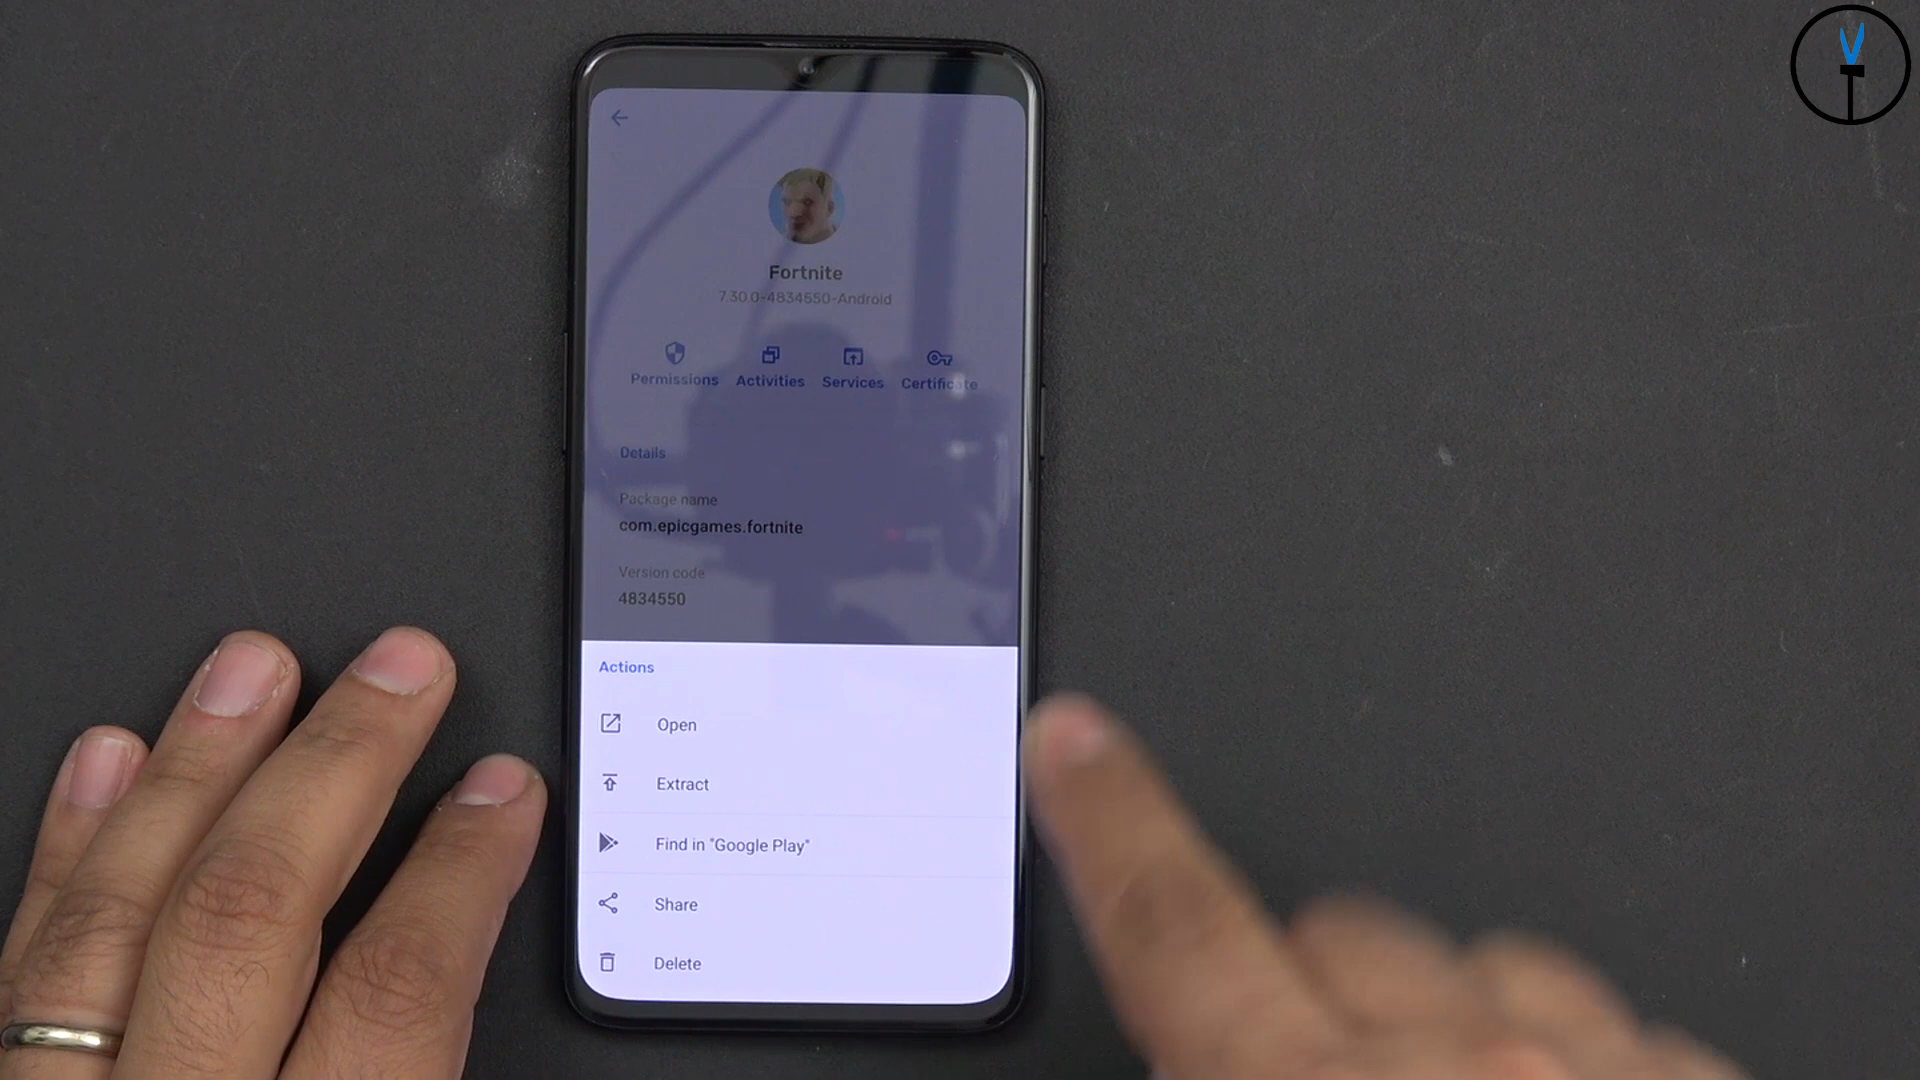 Fortnite
7.30.0-4834550-Android
Permissions Activities Services Certificate
Details
Package name
com.epicgames.fortnite
Version code
4834550
Actions
Open
Extract
Find in "Google Play"
Share
Delete